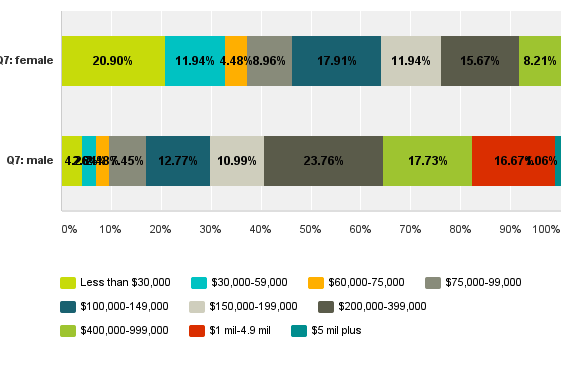 Q7: female 20.90% 11.94% 4.48% 8.96% 17.91% 11.94% 15.67% 8.21%
Q7: male 7.45% 12.77% 10.99% 23.76% 17.73% 16.67% 1.06%
0% 10% 20% 30% 40% 50% 60% 70% 80% 90% 100%
Less than $30,000 $30,000-59,000 $60,000-75,000 $75,000-99,000
$100,000-149,000 $150,000-199,000 $200,000-399,000
$400,000-999,000 $1 mil-4.9 mil $5 mil plus